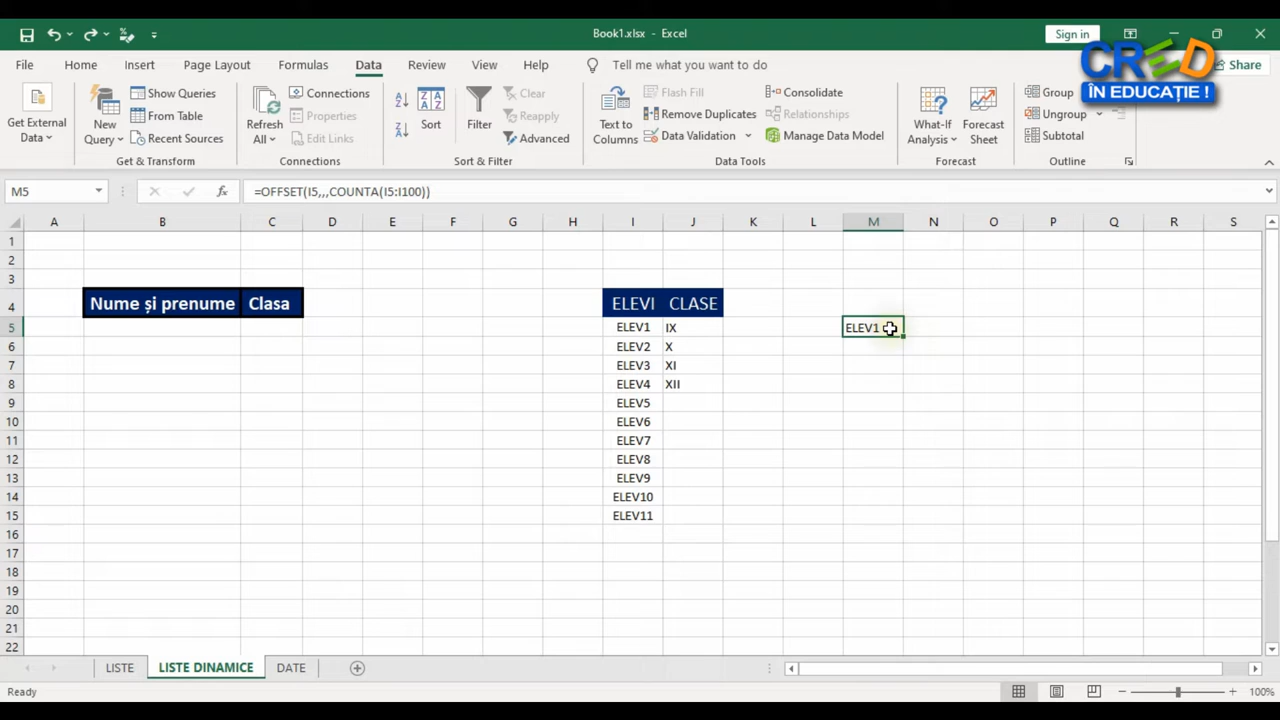 Book1.xlsx - Excel
Sign in
CRED
ÎN EDUCAȚIE !
File Home Insert Page Layout Formulas Data Review View Help Tell me what you want to do Share
Get External Data
New Query
Show Queries
From Table
Recent Sources
Get & Transform
Refresh All
Connections
Properties
Edit Links
Connections
Sort
Filter
Clear
Reapply
Advanced
Sort & Filter
Text to Columns
Flash Fill
Remove Duplicates
Data Validation
Consolidate
Relationships
Manage Data Model
Data Tools
What-If Analysis
Forecast Sheet
Forecast
Group
Ungroup
Subtotal
Outline
M5 fx =OFFSET(I5,,,COUNTA(I5:I100))
A B C D E F G H I J K L M N O P Q R S
1
2
3
4 Nume și prenume Clasa ELEVI CLASE
5 ELEV1 IX ELEV1
6 ELEV2 X
7 ELEV3 XI
8 ELEV4 XII
9 ELEV5
10 ELEV6
11 ELEV7
12 ELEV8
13 ELEV9
14 ELEV10
15 ELEV11
16
17
18
19
20
21
22
LISTE LISTE DINAMICE DATE
Ready 100%